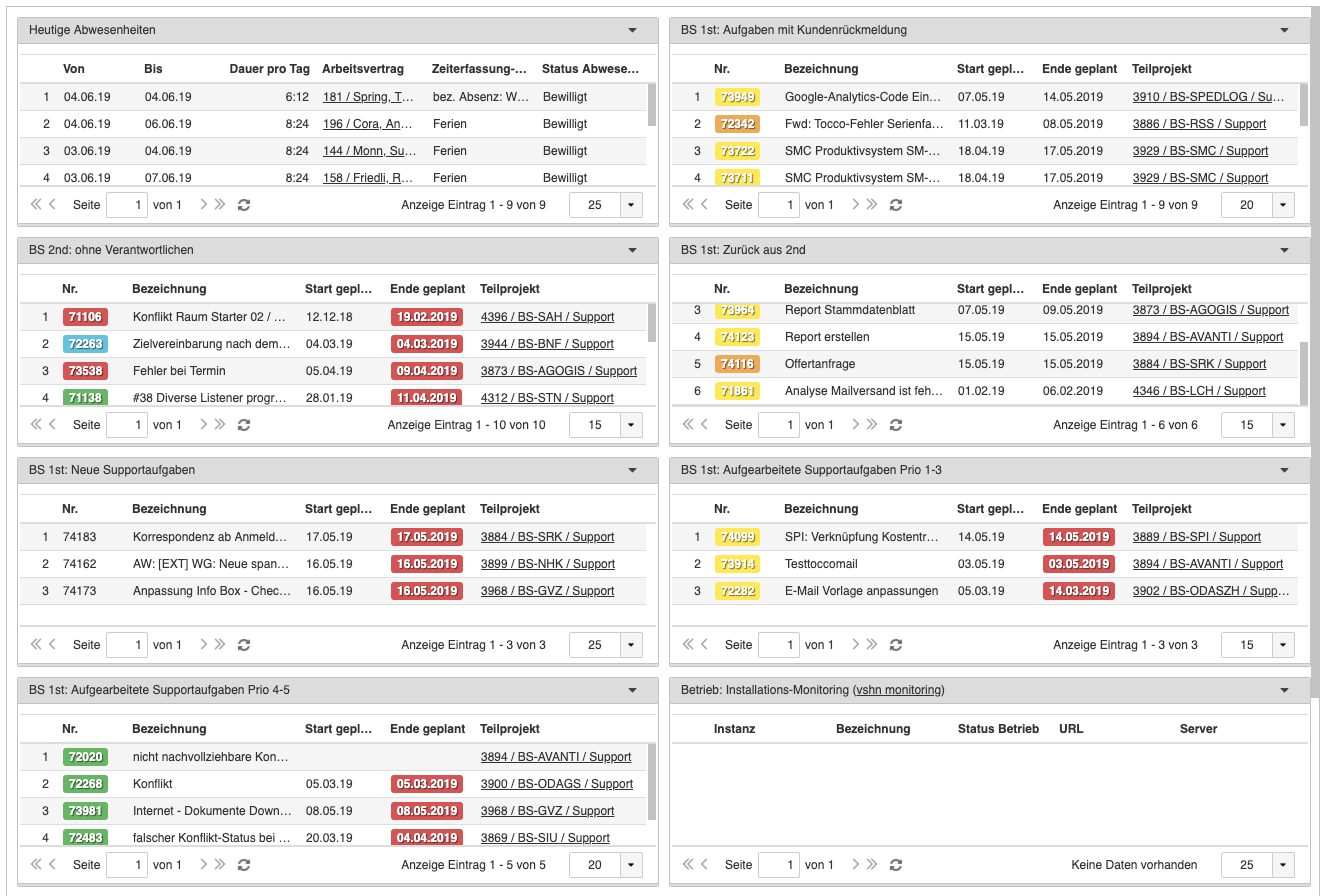 Heutige Abwesenheiten
Von Bis Dauer pro Tag Arbeitsvertrag Zeiterfassung-... Status Abwese...
1 04.06.19 04.06.19 6:12 181 / Spring, T... bez. Absenz: W... Bewilligt
2 04.06.19 06.06.19 8:24 196 / Cora, An... Ferien Bewilligt
3 03.06.19 04.06.19 8:24 144 / Monn, Su... Ferien Bewilligt
4 03.06.19 07.06.19 8:24 158 / Friedli, R... Ferien Bewilligt
Seite 1 von 1 Anzeige Eintrag 1 - 9 von 9 25
BS 1st: Aufgaben mit Kundenrückmeldung
Nr. Bezeichnung Start gepl... Ende geplant Teilprojekt
1 73949 Google-Analytics-Code Ein... 07.05.19 14.05.2019 3910 / BS-SPEDLOG / Su...
2 72342 Fwd: Tocco-Fehler Serienfa... 11.03.19 08.05.2019 3886 / BS-RSS / Support
3 73722 SMC Produktivsystem SM-... 18.04.19 17.05.2019 3929 / BS-SMC / Support
4 73711 SMC Produktivsystem SM-... 18.04.19 17.05.2019 3929 / BS-SMC / Support
Seite 1 von 1 Anzeige Eintrag 1 - 9 von 9 20
BS 2nd: ohne Verantwortlichen
Nr. Bezeichnung Start gepl... Ende geplant Teilprojekt
1 71106 Konflikt Raum Starter 02 / ... 12.12.18 19.02.2019 4396 / BS-SAH / Support
2 72263 Zielvereinbarung nach dem... 04.03.19 04.03.2019 3944 / BS-BNF / Support
3 73538 Fehler bei Termin 05.04.19 09.04.2019 3873 / BS-AGOGIS / Support
4 71138 #38 Diverse Listener progr... 28.01.19 11.04.2019 4312 / BS-STN / Support
Seite 1 von 1 Anzeige Eintrag 1 - 10 von 10 15
BS 1st: Zurück aus 2nd
Nr. Bezeichnung Start gepl... Ende geplant Teilprojekt
3 73964 Report Stammdatenblatt 07.05.19 09.05.2019 3873 / BS-AGOGIS / Support
4 74123 Report erstellen 15.05.19 15.05.2019 3894 / BS-AVANTI / Support
5 74116 Offertanfrage 15.05.19 15.05.2019 3884 / BS-SRK / Support
6 71861 Analyse Mailversand ist feh... 01.02.19 06.02.2019 4346 / BS-LCH / Support
Seite 1 von 1 Anzeige Eintrag 1 - 6 von 6 15
BS 1st: Neue Supportaufgaben
Nr. Bezeichnung Start gepl... Ende geplant Teilprojekt
1 74183 Korrespondenz ab Anmeld... 17.05.19 17.05.2019 3884 / BS-SRK / Support
2 74162 AW: [EXT] WG: Neue span... 16.05.19 16.05.2019 3899 / BS-NHK / Support
3 74173 Anpassung Info Box - Chec... 16.05.19 16.05.2019 3968 / BS-GVZ / Support
Seite 1 von 1 Anzeige Eintrag 1 - 3 von 3 25
BS 1st: Aufgearbeitete Supportaufgaben Prio 1-3
Nr. Bezeichnung Start gepl... Ende geplant Teilprojekt
1 74099 SPI: Verknüpfung Kostentr... 14.05.19 14.05.2019 3889 / BS-SPI / Support
2 73914 Testtoccomail 03.05.19 03.05.2019 3894 / BS-AVANTI / Support
3 72282 E-Mail Vorlage anpassungen 05.03.19 14.03.2019 3902 / BS-ODASZH / Supp...
Seite 1 von 1 Anzeige Eintrag 1 - 3 von 3 15
BS 1st: Aufgearbeitete Supportaufgaben Prio 4-5
Nr. Bezeichnung Start gepl... Ende geplant Teilprojekt
1 72020 nicht nachvollziehbare Kon... 3894 / BS-AVANTI / Support
2 72268 Konflikt 05.03.19 05.03.2019 3900 / BS-ODAGS / Support
3 73981 Internet - Dokumente Down... 08.05.19 08.05.2019 3968 / BS-GVZ / Support
4 72483 falscher Konflikt-Status bei ... 20.03.19 04.04.2019 3869 / BS-SIU / Support
Seite 1 von 1 Anzeige Eintrag 1 - 5 von 5 20
Betrieb: Installations-Monitoring (vshn monitoring)
Instanz Bezeichnung Status Betrieb URL Server
Seite 1 von 1 Keine Daten vorhanden 25